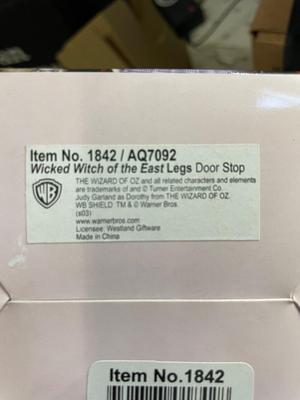 Item No. 1842 / AQ7092
Wicked Witch of the East Legs Door Stop
THE WIZARD OF OZ and all related characters and elements
are trademarks of and © Turner Entertainment Co.
Judy Garland as Dorothy from THE WIZARD OF OZ.
WB SHIELD: TM & © Warner Bros.
(s03)
www.warnerbros.com
Licensee: Westland Giftware
Made in China
WB
Item No.1842